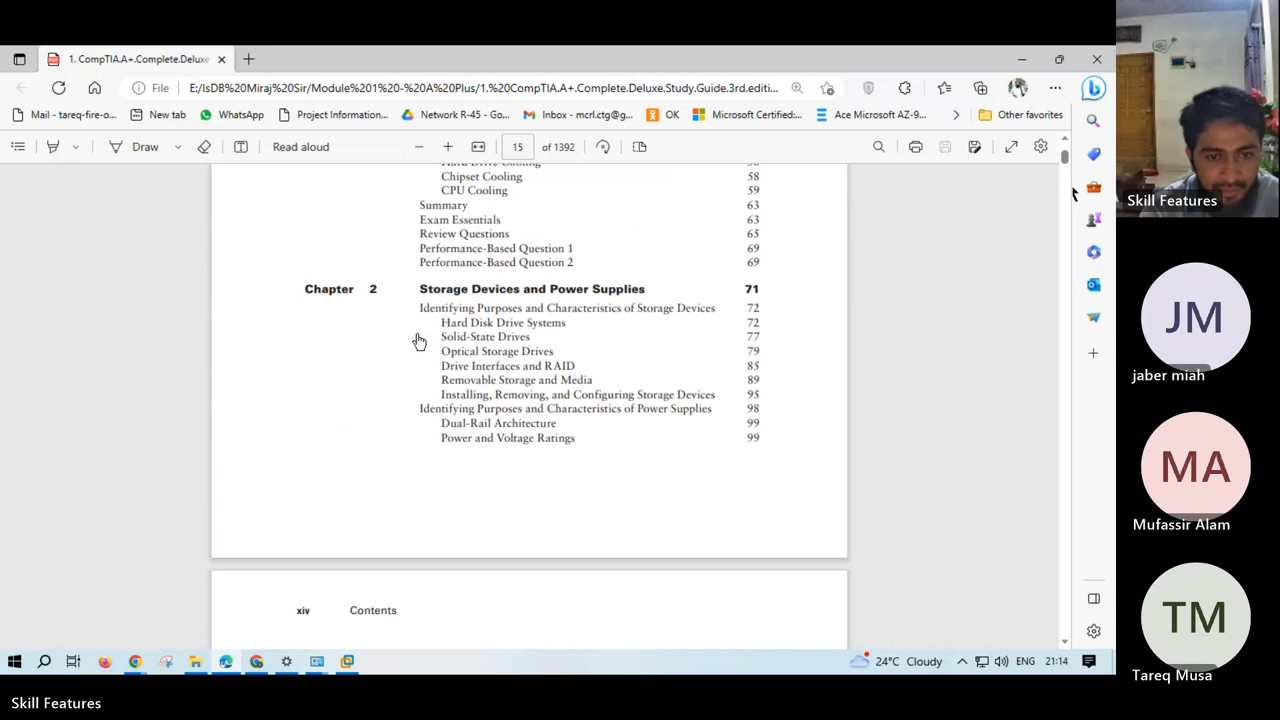 1. CompTIA.A+.Complete.Deluxe
File
E:/IsDB%20Miraj%20Sir/Module%201%20-%20A%20Plus/1.%20CompTIA.A+.Complete.Deluxe.Study.Guide.3rd.editi...
Mail - tareq-fire-o...
New tab
WhatsApp
Project Information...
Network R-45 - Go...
Inbox - mcrl.ctg@g...
OK
Microsoft Certified:...
Ace Microsoft AZ-9...
Other favorites
Draw
Read aloud
15 of 1392
Chipset Cooling 58
CPU Cooling 59
Summary 63
Exam Essentials 63
Review Questions 65
Performance-Based Question 1 69
Performance-Based Question 2 69
Chapter 2 Storage Devices and Power Supplies 71
Identifying Purposes and Characteristics of Storage Devices 72
Hard Disk Drive Systems 72
Solid-State Drives 77
Optical Storage Drives 79
Drive Interfaces and RAID 85
Removable Storage and Media 89
Installing, Removing, and Configuring Storage Devices 95
Identifying Purposes and Characteristics of Power Supplies 98
Dual-Rail Architecture 99
Power and Voltage Ratings 99
xiv Contents
24°C Cloudy
ENG
21:14
Skill Features
JM
jaber miah
MA
Mufassir Alam
TM
Tareq Musa
Skill Features